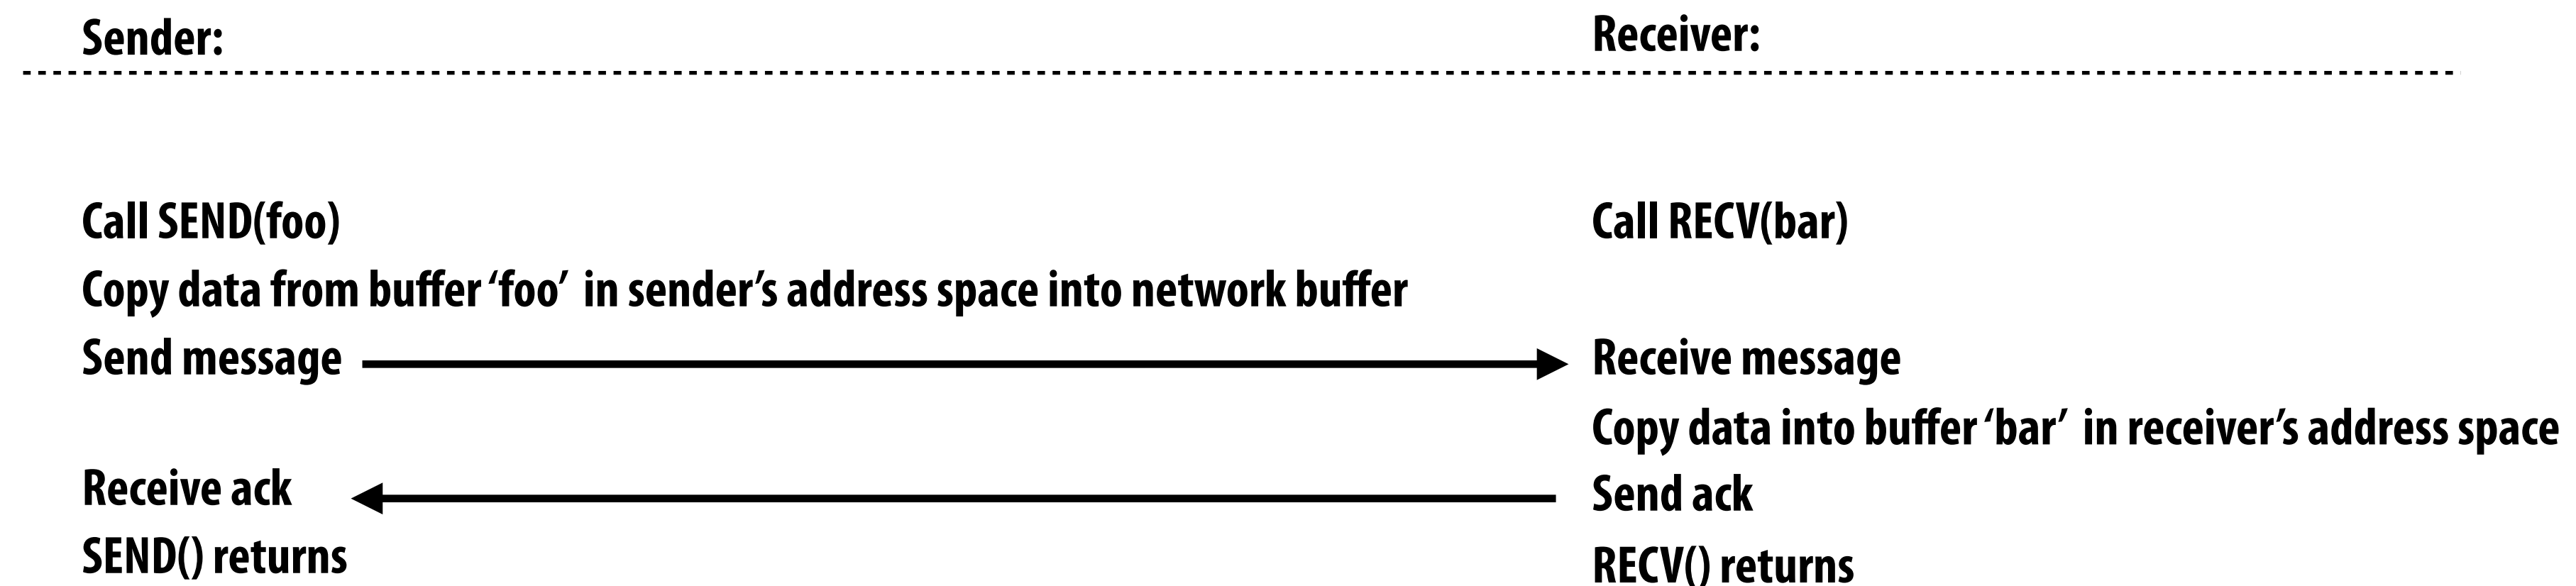 Sender:
Receiver:
Call SEND(foo)
Call RECV(bar)
Copy data from buffer ‘foo’ in sender’s address space into network buffer
Send message
Receive message
Copy data into buffer ‘bar’ in receiver’s address space
Receive ack
Send ack
SEND() returns
RECV() returns